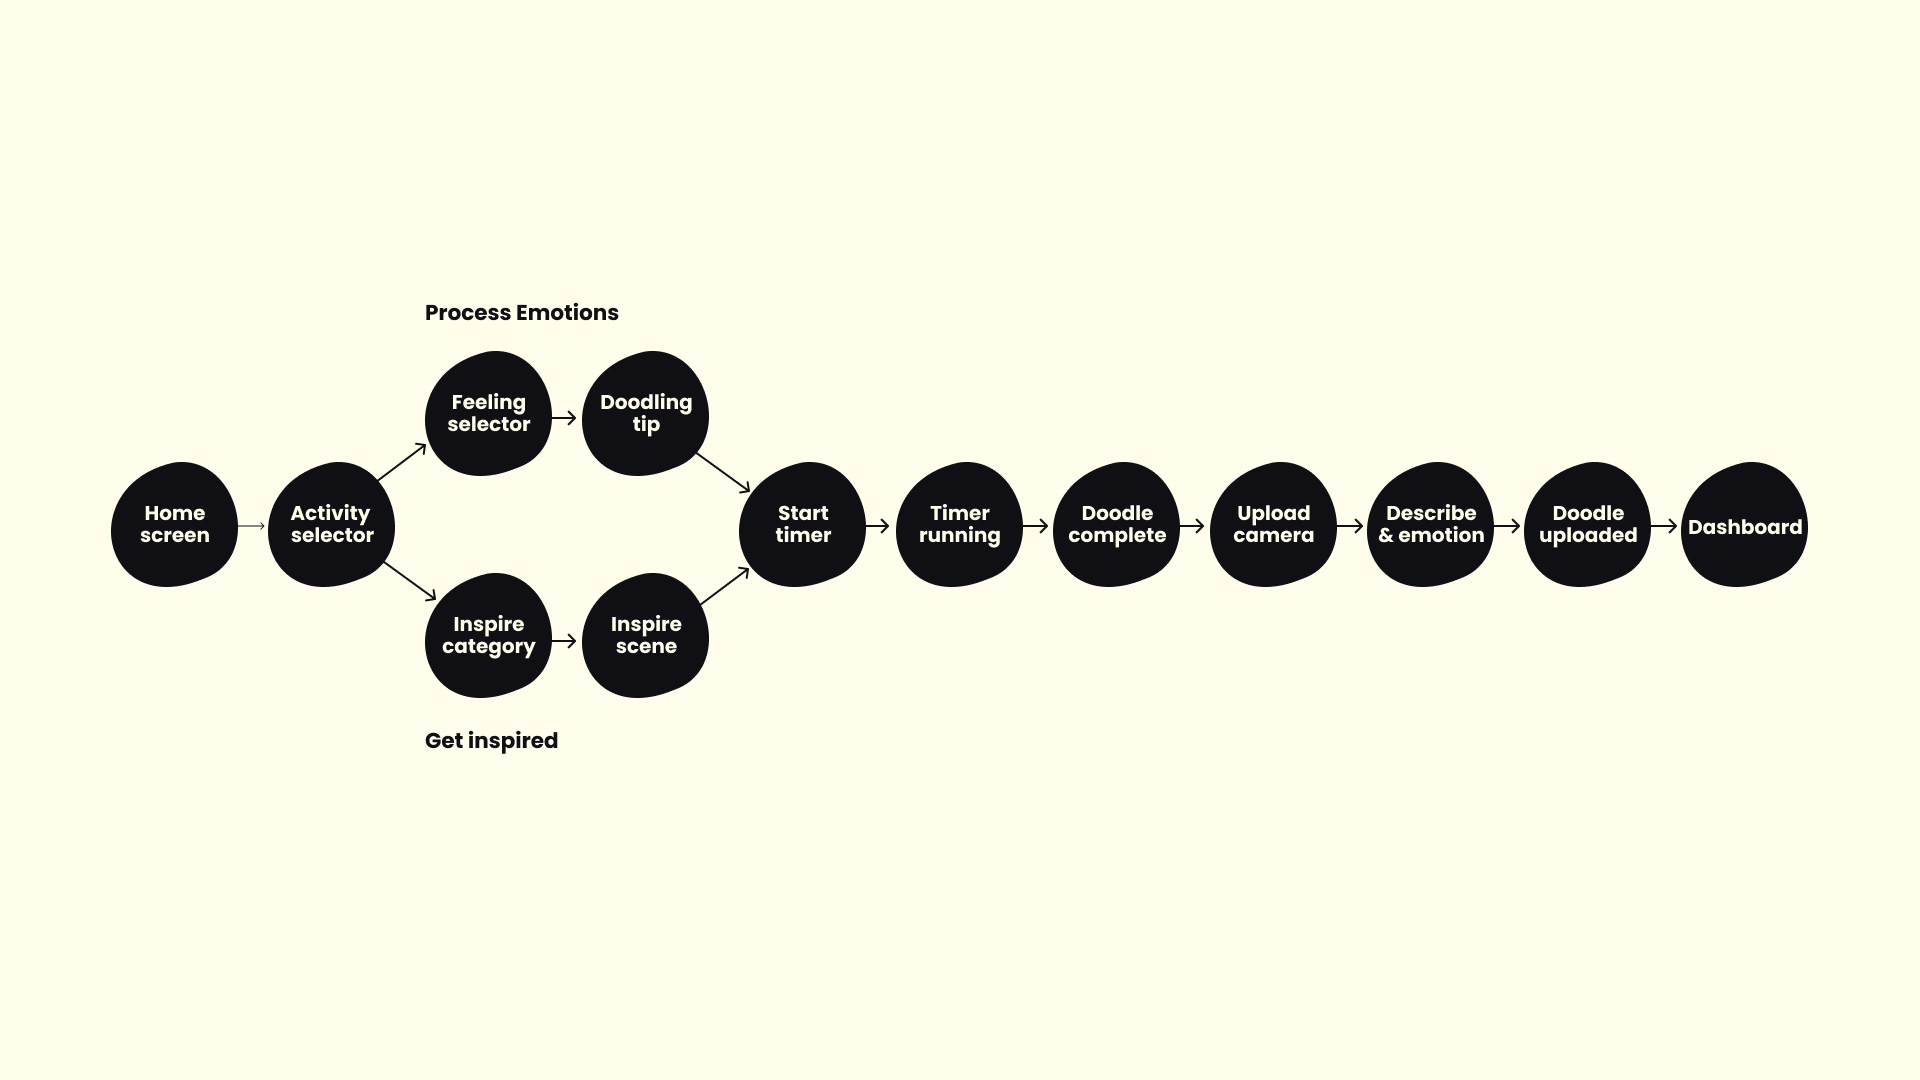 Process Emotions
Feeling
selector
Doodling
tip
Home
screen
Activity
selector
Start
timer
Timer
running
Doodle
complete
Upload
camera
Describe
& emotion
Doodle
uploaded
Dashboard
Inspire
category
Inspire
scene
Get inspired